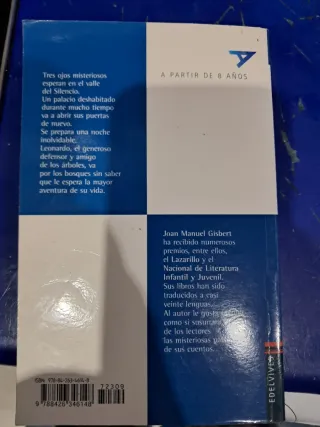 A PARTIR DE 8 AÑOS
Tres ojos misteriosos
esperan en el valle
del Silencio.
Un palacio deshabitado
durante mucho tiempo
va a abrir sus puertas
de nuevo.
Se prepara una noche
inolvidable.
Leonardo, el generoso
defensor y amigo
de los árboles, va
por los bosques sin saber
que le espera la mayor
aventura de su vida.
Joan Manuel Gisbert
ha recibido numerosos
premios, entre ellos,
el Lazarillo y el
Nacional de Literatura
Infantil y Juvenil.
Sus libros han sido
traducidos a casi
veinte lenguas.
Al autor le gusta
como si
de los lectores
las misteriosas
de sus cuentos.
EDELVIVES
ISBN
72309
9788426346148